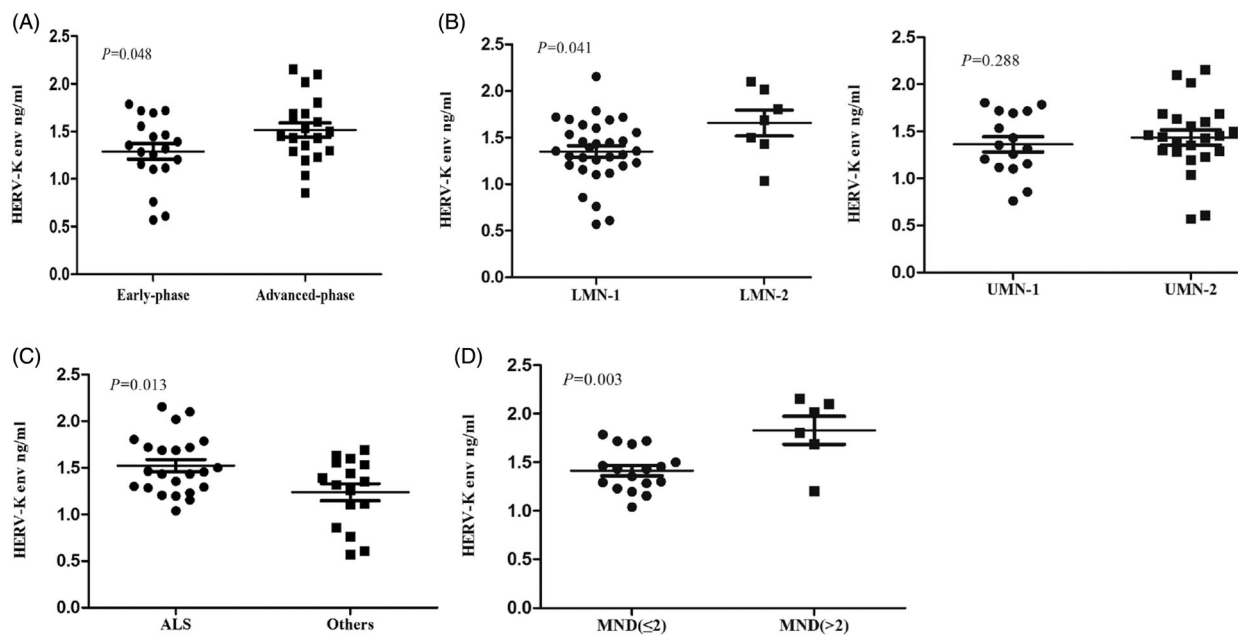 (A)
HERV-K env ng/ml
2.5
2.0
1.5
1.0
0.5
0.0
P=0.048
Early-phase Advanced-phase
(B)
HERV-K env ng/ml
2.5
2.0
1.5
1.0
0.5
0.0
P=0.041
LMN-1 LMN-2
HERV-K env ng/ml
2.5
2.0
1.5
1.0
0.5
0.0
P=0.288
UMN-1 UMN-2
(C)
HERV-K env ng/ml
2.5
2.0
1.5
1.0
0.5
0.0
P=0.013
ALS Others
(D)
HERV-K env ng/ml
2.5
2.0
1.5
1.0
0.5
0.0
P=0.003
MND(≤2) MND(>2)